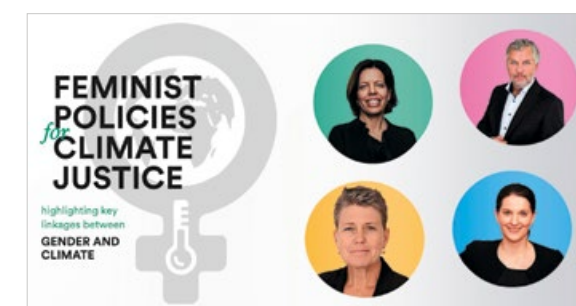 FEMINIST
POLICIES
for
CLIMATE
JUSTICE
highlighting key
linkages between
GENDER AND
CLIMATE